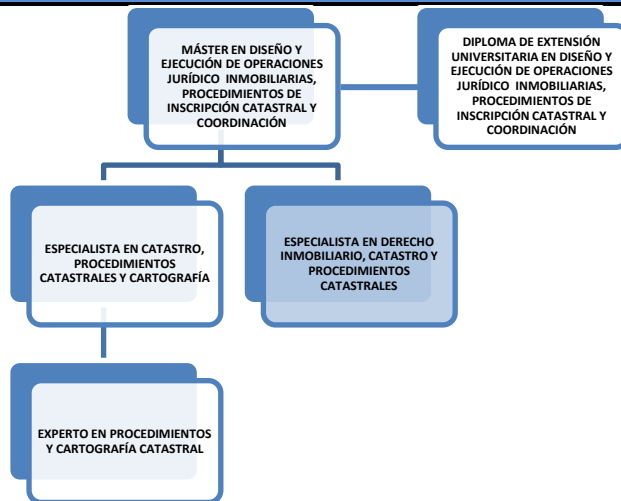 MÁSTER EN DISEÑO Y
EJECUCIÓN DE OPERACIONES
JURÍDICO INMOBILIARIAS,
PROCEDIMIENTOS DE
INSCRIPCIÓN CATASTRAL Y
COORDINACIÓN
DIPLOMA DE EXTENSIÓN
UNIVERSITARIA EN DISEÑO Y
EJECUCIÓN DE OPERACIONES
JURÍDICO INMOBILIARIAS,
PROCEDIMIENTOS DE
INSCRIPCIÓN CATASTRAL Y
COORDINACIÓN
ESPECIALISTA EN CATASTRO,
PROCEDIMIENTOS
CATASTRALES Y CARTOGRAFÍA
ESPECIALISTA EN DERECHO
INMOBILIARIO, CATASTRO Y
PROCEDIMIENTOS
CATASTRALES
EXPERTO EN PROCEDIMIENTOS
Y CARTOGRAFÍA CATASTRAL